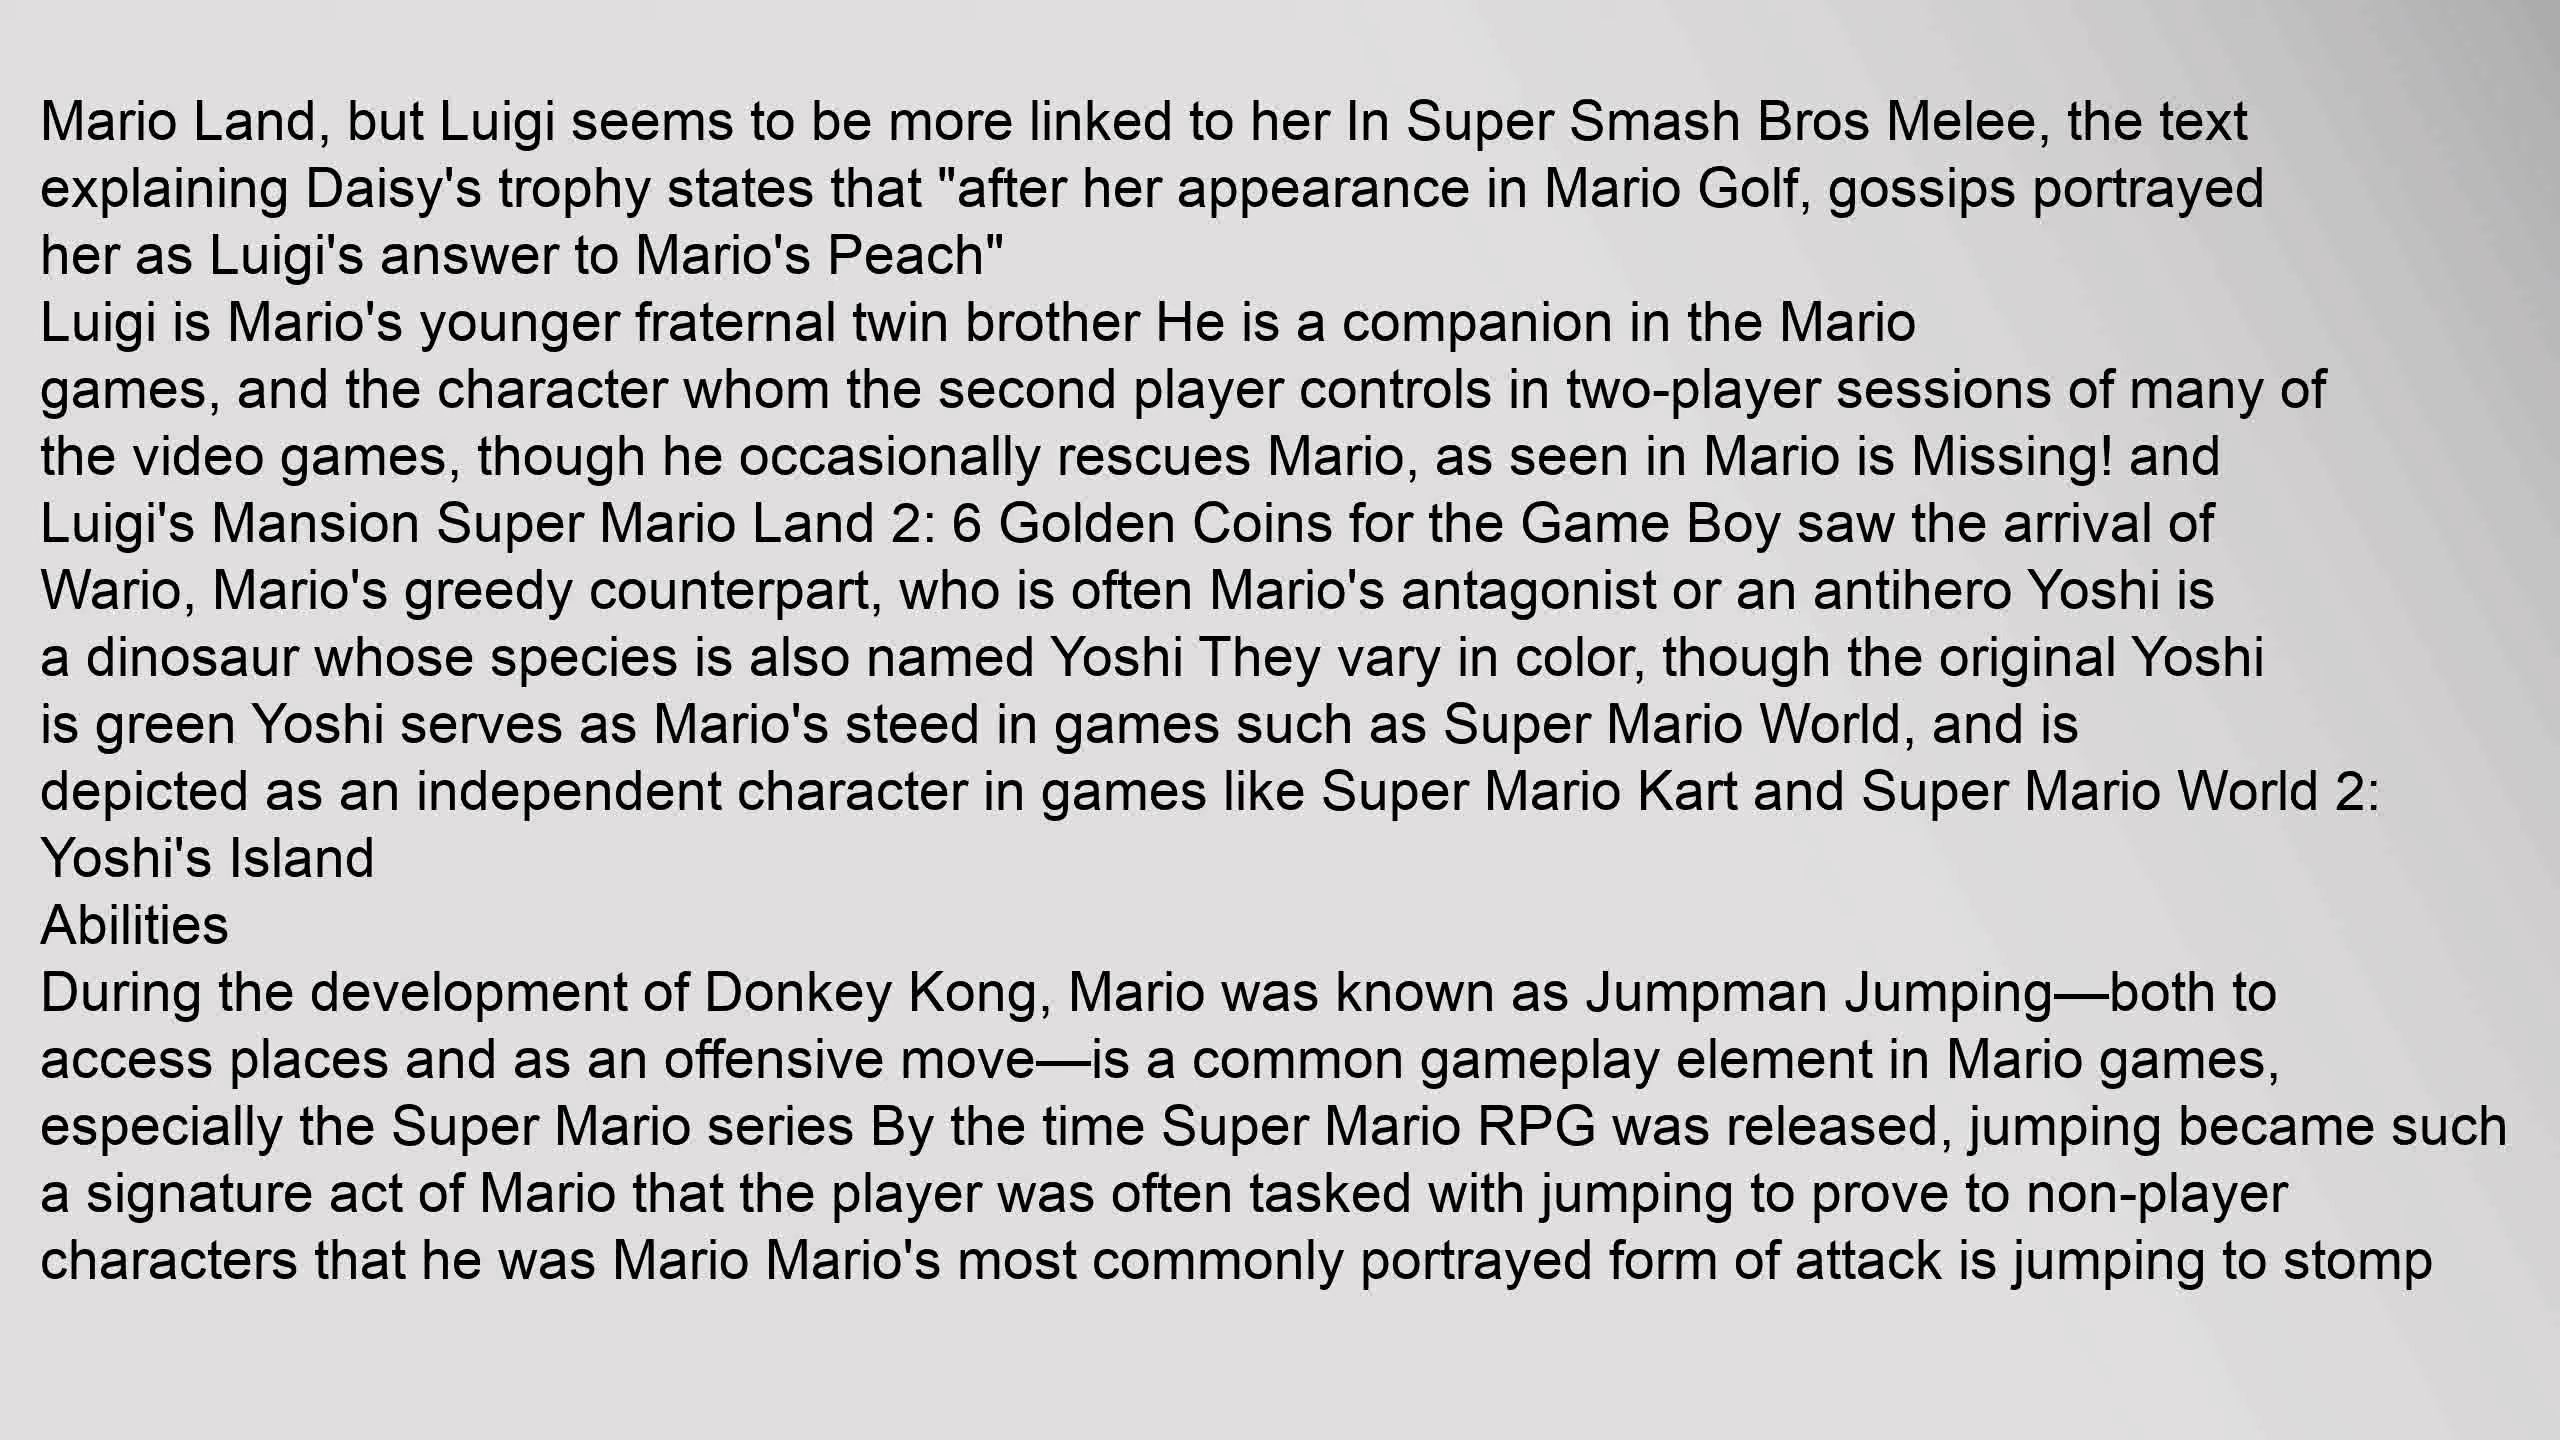 Mario Land, but Luigi seems to be more linked to her In Super Smash Bros Melee, the text
explaining Daisy's trophy states that "after her appearance in Mario Golf, gossips portrayed
her as Luigi's answer to Mario's Peach"
Luigi is Mario's younger fraternal twin brother He is a companion in the Mario
games, and the character whom the second player controls in two-player sessions of many of
the video games, though he occasionally rescues Mario, as seen in Mario is Missing! and
Luigi's Mansion Super Mario Land 2: 6 Golden Coins for the Game Boy saw the arrival of
Wario, Mario's greedy counterpart, who is often Mario's antagonist or an antihero Yoshi is
a dinosaur whose species is also named Yoshi They vary in color, though the original Yoshi
is green Yoshi serves as Mario's steed in games such as Super Mario World, and is
depicted as an independent character in games like Super Mario Kart and Super Mario World 2:
Yoshi's Island
Abilities
During the development of Donkey Kong, Mario was known as Jumpman Jumping—both to
access places and as an offensive move—is a common gameplay element in Mario games,
especially the Super Mario series By the time Super Mario RPG was released, jumping became such
a signature act of Mario that the player was often tasked with jumping to prove to non-player
characters that he was Mario Mario's most commonly portrayed form of attack is jumping to stomp